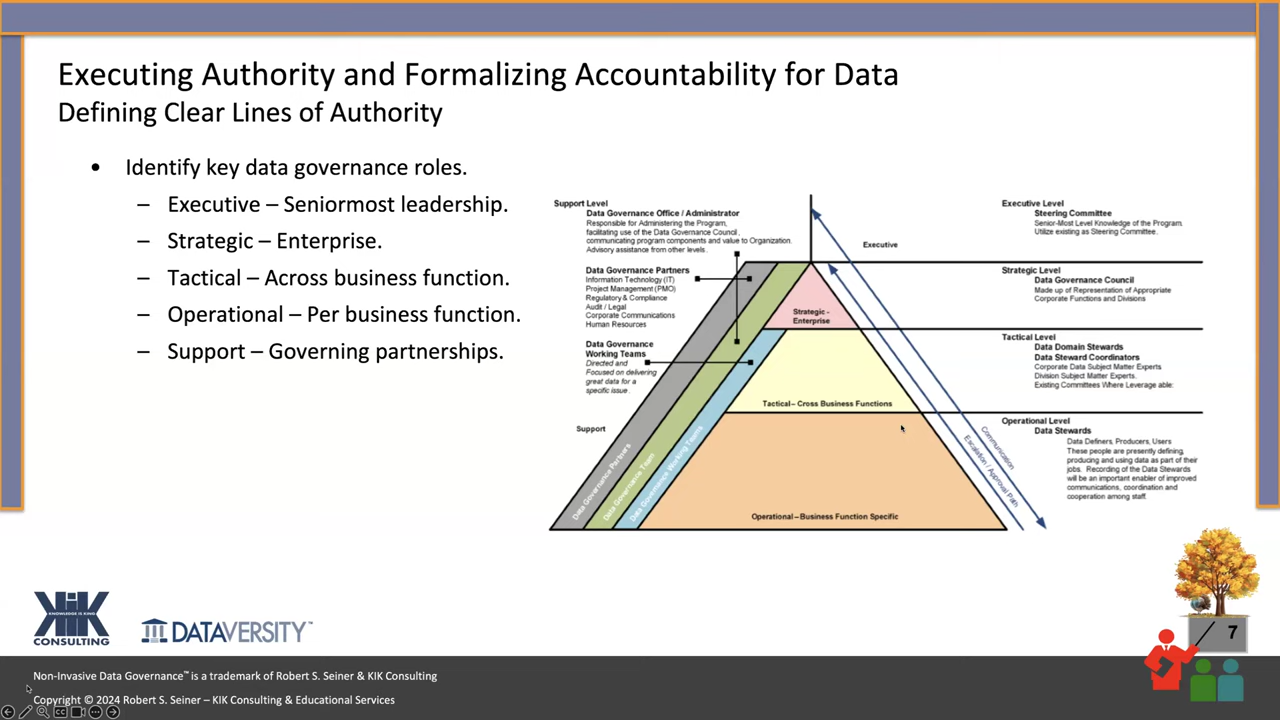 Executing Authority and Formalizing Accountability for Data
Defining Clear Lines of Authority
• Identify key data governance roles.
– Executive – Seniormost leadership.
– Strategic – Enterprise.
– Tactical – Across business function.
– Operational – Per business function.
– Support – Governing partnerships.
Support Level
Data Governance Office / Administrator
Responsible for Administering the Program,
facilitating use of the Data Governance Council,
communicating program components and value to Organization.
Advisory assistance from other levels.
Data Governance Partners
Information Technology (IT)
Project Management (PMO)
Regulatory & Compliance
Audit / Legal
Corporate Communications
Human Resources
Data Governance
Working Teams
Directed and
Focused on delivering
great data for a
specific issue.
Support
Data Governance Partners
Data Governance Team
Data Governance Working Teams
Executive
Strategic -
Enterprise
Tactical – Cross Business Functions
Operational – Business Function Specific
Communication
Escalation / Approval Path
Executive Level
Steering Committee
Senior-Most Level Knowledge of the Program.
Utilize existing as Steering Committee.
Strategic Level
Data Governance Council
Made up of Representation of Appropriate
Corporate Functions and Divisions
Tactical Level
Data Domain Stewards
Data Steward Coordinators
Corporate Data Subject Matter Experts
Division Subject Matter Experts.
Existing Committees Where Leverage able.
Operational Level
Data Stewards
Data Definers, Producers, Users
These people are presently defining,
producing and using data as part of their
jobs. Recording of the Data Stewards
will be an important enabler of improved
communications, coordination and
cooperation among staff.
KIK
KNOWLEDGE IS KING
CONSULTING
DATAVERSITY™
7
Non-Invasive Data Governance™ is a trademark of Robert S. Seiner & KIK Consulting
Copyright © 2024 Robert S. Seiner – KIK Consulting & Educational Services